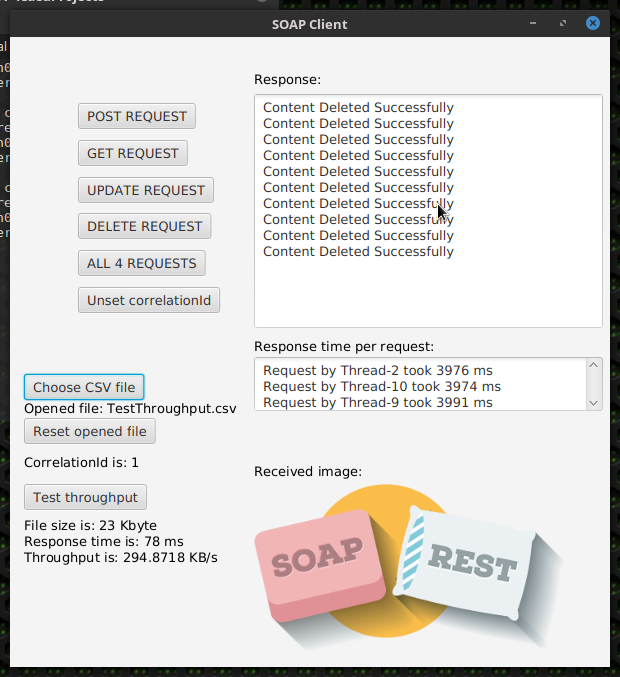 SOAP Client
Response:
POST REQUEST
GET REQUEST
UPDATE REQUEST
DELETE REQUEST
ALL 4 REQUESTS
Unset correlationId
Content Deleted Successfully
Content Deleted Successfully
Content Deleted Successfully
Content Deleted Successfully
Content Deleted Successfully
Content Deleted Successfully
Content Deleted Successfully
Content Deleted Successfully
Content Deleted Successfully
Content Deleted Successfully
Response time per request:
Request by Thread-2 took 3976 ms
Request by Thread-10 took 3974 ms
Request by Thread-9 took 3991 ms
Choose CSV file
Opened file: TestThroughput.csv
Reset opened file
CorrelationId is: 1
Test throughput
File size is: 23 Kbyte
Response time is: 78 ms
Throughput is: 294.8718 KB/s
Received image:
SOAP
REST